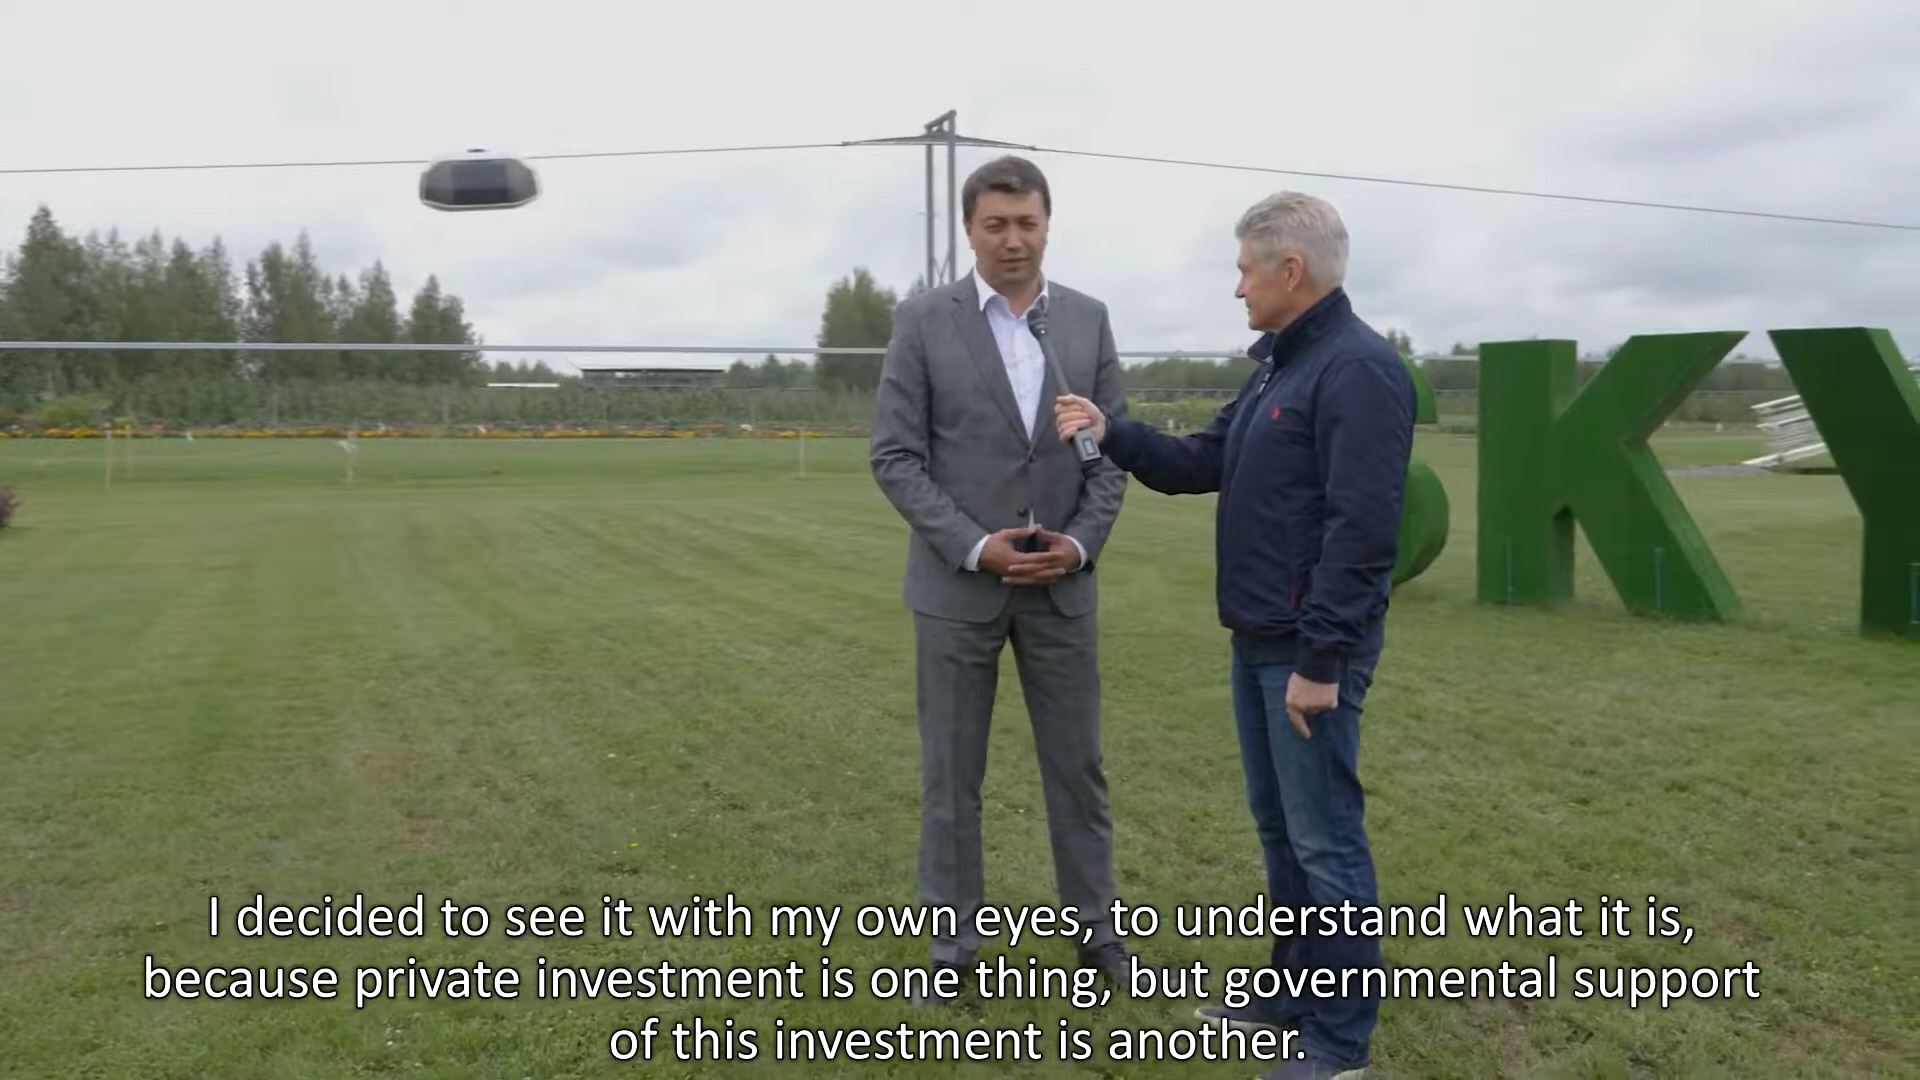 SKY
I decided to see it with my own eyes, to understand what it is,
because private investment is one thing, but governmental support
of this investment is another.